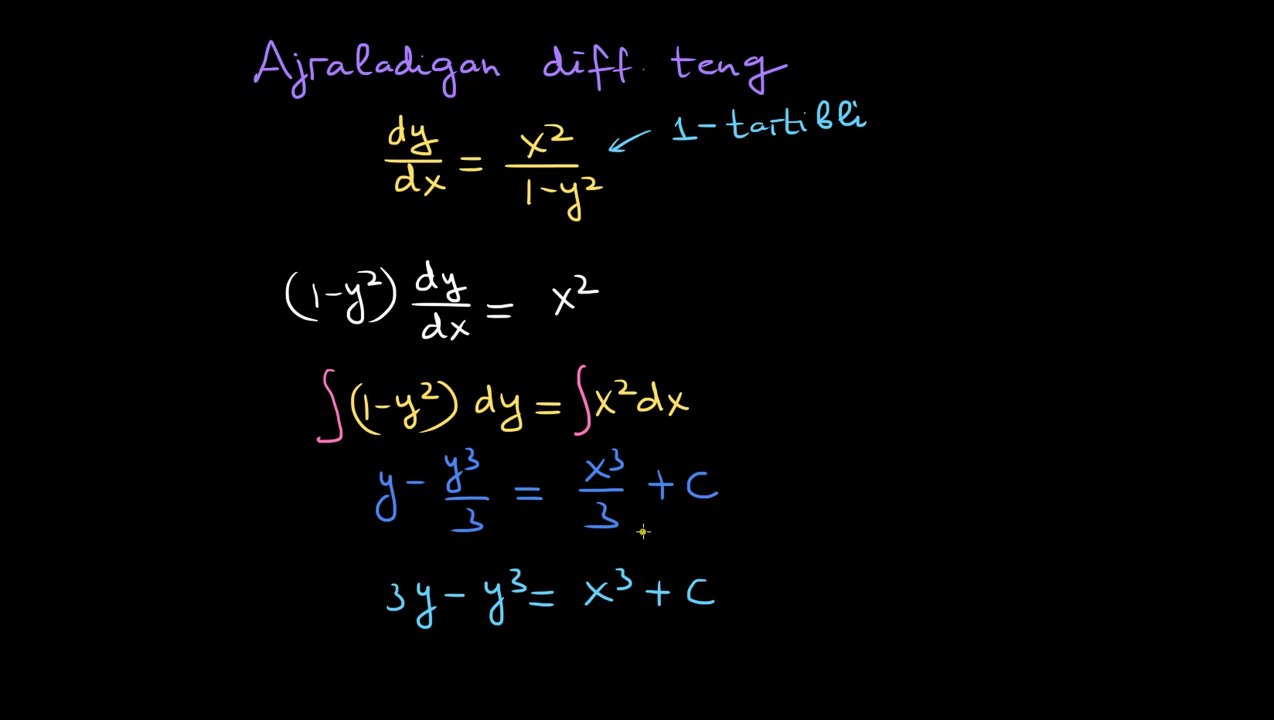 Ajraladigan diff. teng
dy/dx = x²/(1-y²) ← 1-tartibli
(1-y²) dy/dx = x²
∫(1-y²) dy = ∫x²dx
y - y³/3 = x³/3 + C
3y - y³ = x³ + C